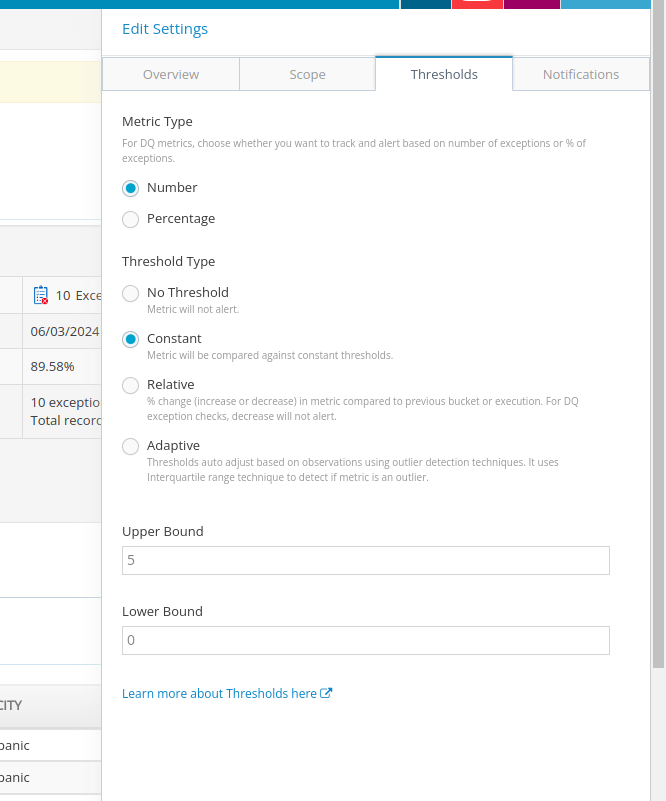 Edit Settings
Overview
Scope
Thresholds
Notifications
Metric Type
For DQ metrics, choose whether you want to track and alert based on number of exceptions or % of
exceptions.
Number
Percentage
Threshold Type
No Threshold
Metric will not alert.
Constant
Metric will be compared against constant thresholds.
Relative
% change (increase or decrease) in metric compared to previous bucket or execution. For DQ
exception checks, decrease will not alert.
Adaptive
Thresholds auto adjust based on observations using outlier detection techniques. It uses
Interquartile range technique to detect if metric is an outlier.
Upper Bound
5
Lower Bound
0
Learn more about Thresholds here
10 Exce
06/03/2024
89.58%
10 exceptio
Total recor
CITY
panic
panic